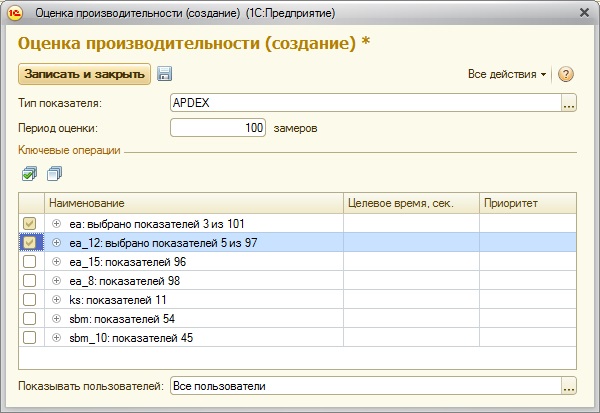 Оценка производительности (создание) (1С:Предприятие)
Оценка производительности (создание) *
Записать и закрыть Все действия
Тип показателя: APDEX ...
Период оценки: 100 замеров
Ключевые операции
Наименование Целевое время, сек. Приоритет
ea: выбрано показателей 3 из 101
ea_12: выбрано показателей 5 из 97
ea_15: показателей 96
ea_8: показателей 98
ks: показателей 11
sbm: показателей 54
sbm_10: показателей 45
Показывать пользователей: Все пользователи ...